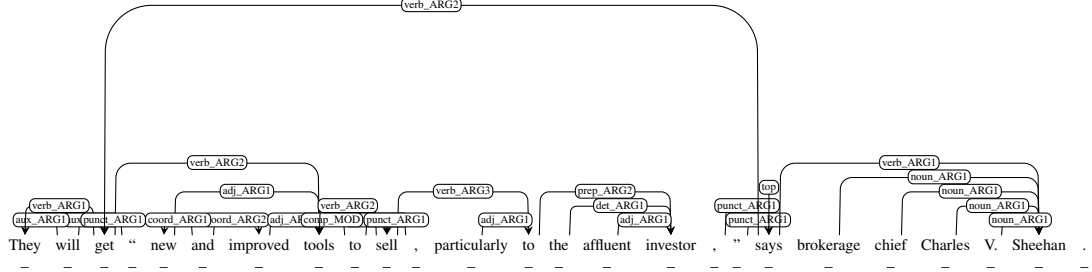 verb_ARG2
verb_ARG2 verb_ARG1
adj_ARG1 verb_ARG3 prep_ARG2 top noun_ARG1
noun_ARG1
verb_ARG1 verb_ARG2 det_ARG1 punct_ARG1 noun_ARG1
aux_ARG1 punct_ARG1 coord_ARG1 comp_MOD punct_ARG1 adj_ARG1 adj_ARG1 punct_ARG1 noun_ARG1
They will get “ new and improved tools to sell , particularly to the affluent investor , ” says brokerage chief Charles V. Sheehan .
_ _ _ _ _ _ _ _ _ _ _ _ _ _ _ _ _ _ _ _ _ _ _ _ _ _